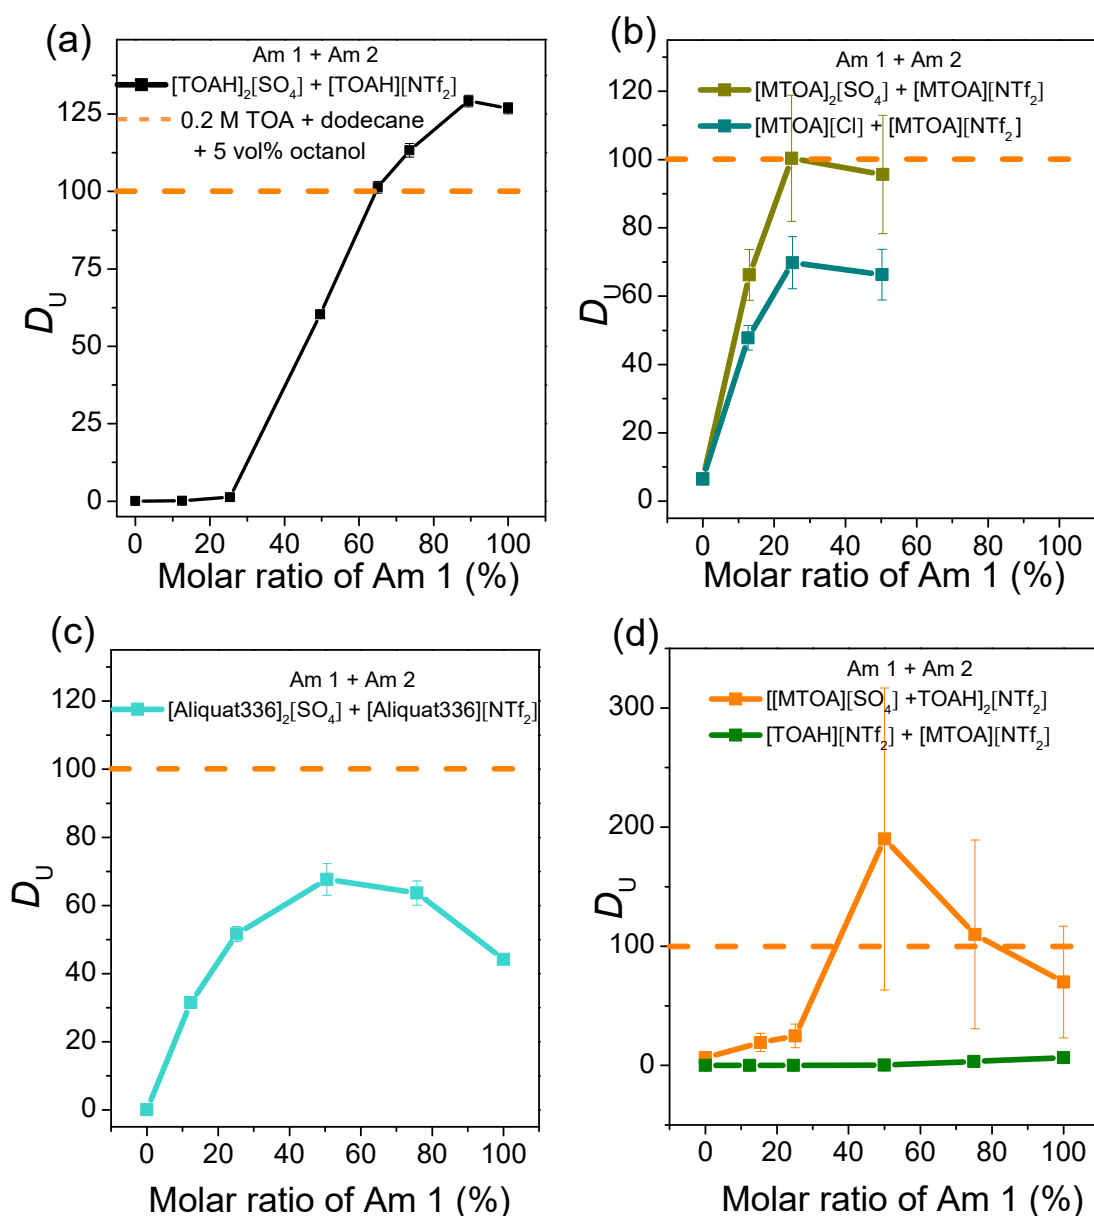 (a)
Am 1 + Am 2
[TOAH]₂[SO₄] + [TOAH][NTf₂]
0.2 M TOA + dodecane
+ 5 vol% octanol
125
100
75
50
25
0
D_U
0 20 40 60 80 100
Molar ratio of Am 1 (%)
(b)
Am 1 + Am 2
[MTOA]₂[SO₄] + [MTOA][NTf₂]
[MTOA][Cl] + [MTOA][NTf₂]
120
100
80
60
40
20
0
D_U
0 20 40 60 80 100
Molar ratio of Am 1 (%)
(c)
Am 1 + Am 2
[Aliquat336]₂[SO₄] + [Aliquat336][NTf₂]
120
100
80
60
40
20
0
D_U
0 20 40 60 80 100
Molar ratio of Am 1 (%)
(d)
Am 1 + Am 2
[[MTOA][SO₄] +TOAH]₂[NTf₂]
[TOAH][NTf₂] + [MTOA][NTf₂]
300
200
100
0
D_U
0 20 40 60 80 100
Molar ratio of Am 1 (%)